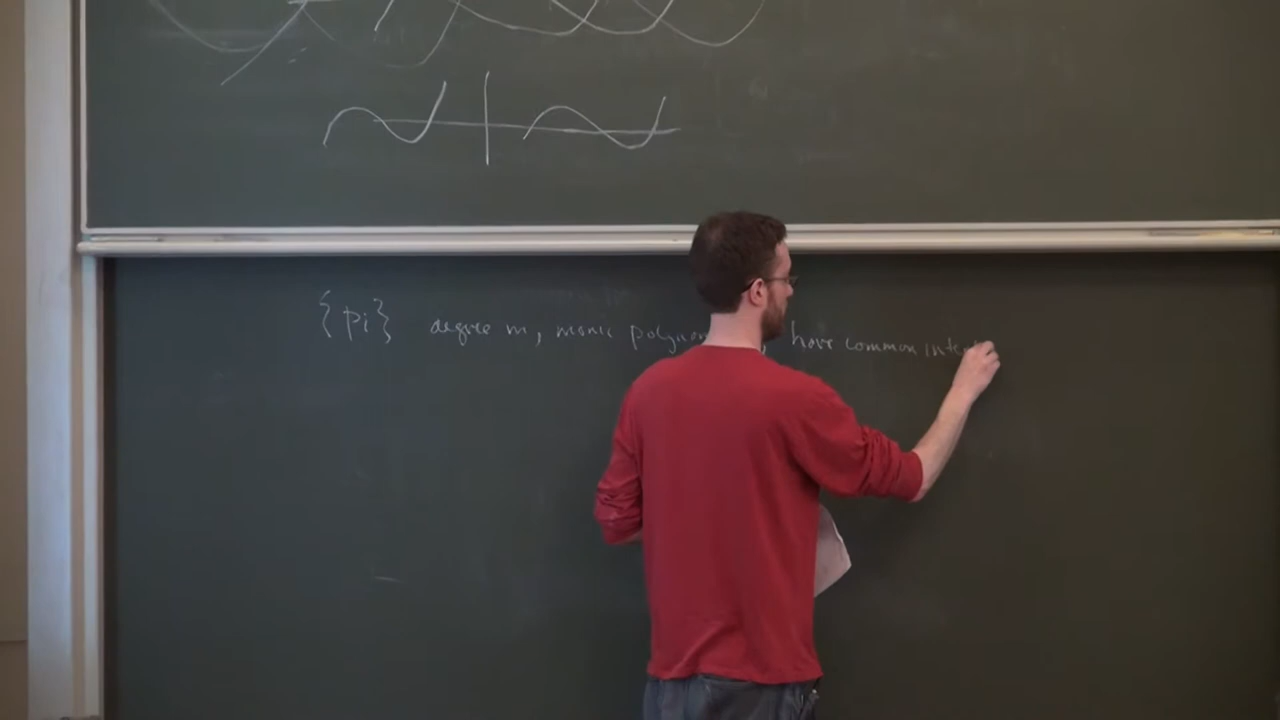 {pi} degree m, monic polynom , have common inte